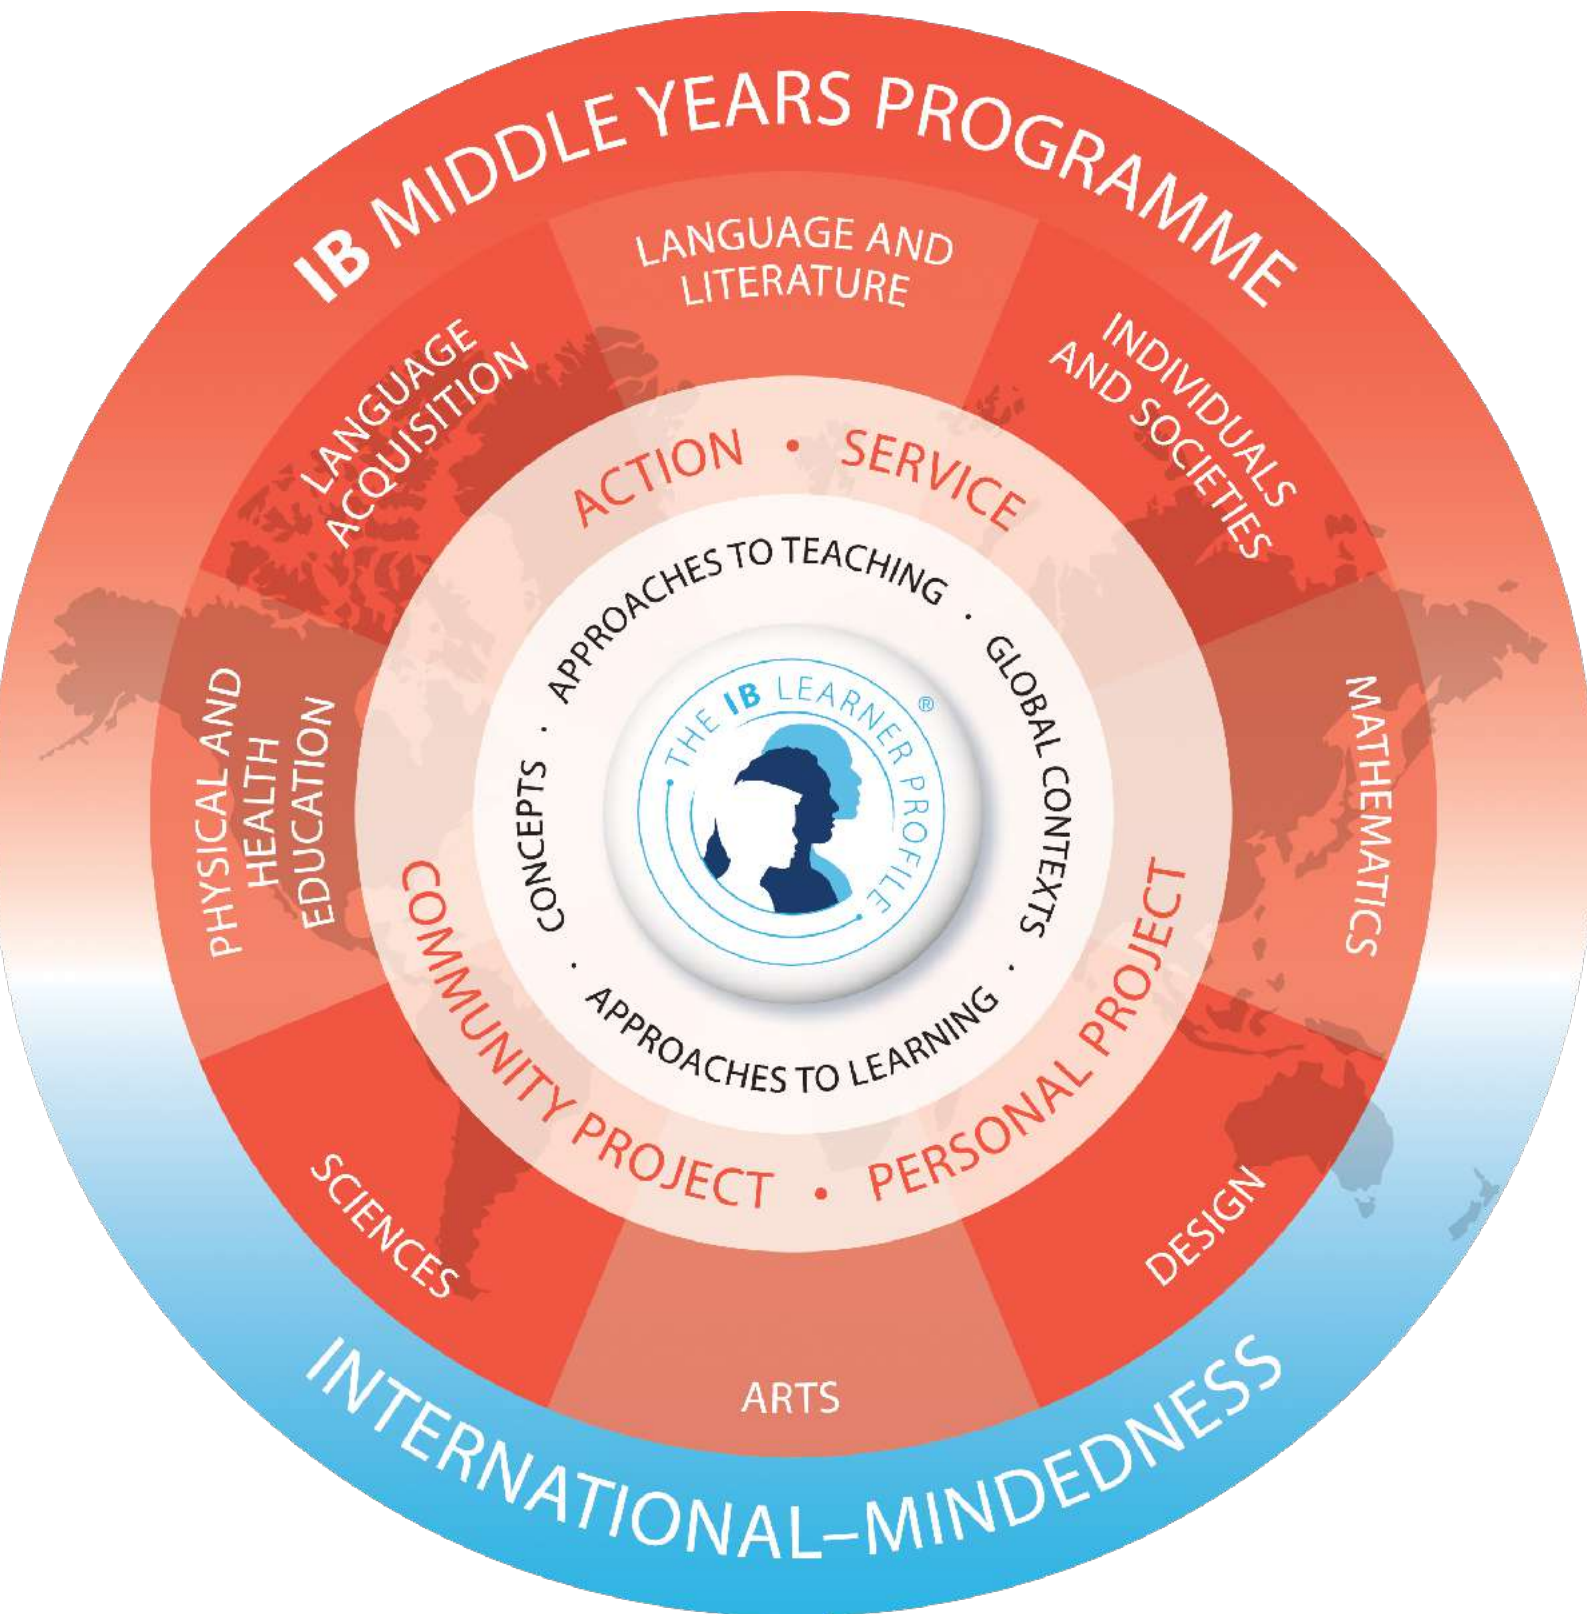 IB MIDDLE YEARS PROGRAMME
LANGUAGE AND
LITERATURE
INDIVIDUALS
AND SOCIETIES
MATHEMATICS
DESIGN
ARTS
SCIENCES
PHYSICAL AND
HEALTH
EDUCATION
LANGUAGE
ACQUISITION
ACTION • SERVICE
PERSONAL PROJECT
•
COMMUNITY PROJECT
APPROACHES TO TEACHING ·
GLOBAL CONTEXTS ·
APPROACHES TO LEARNING ·
CONCEPTS ·
• THE IB LEARNER PROFILE •
®
INTERNATIONAL–MINDEDNESS